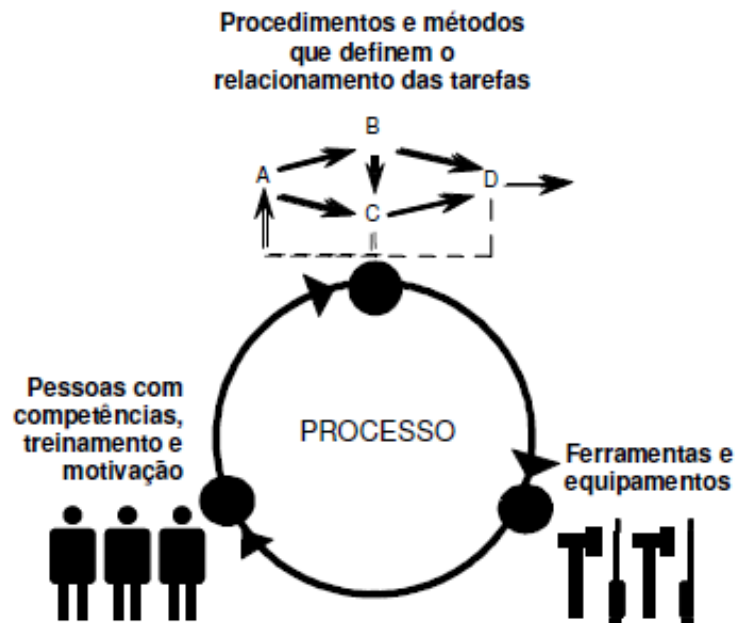 Procedimentos e métodos
que definem o
relacionamento das tarefas
B
A
D
C
PROCESSO
Pessoas com
competências,
treinamento e
motivação
Ferramentas e
equipamentos